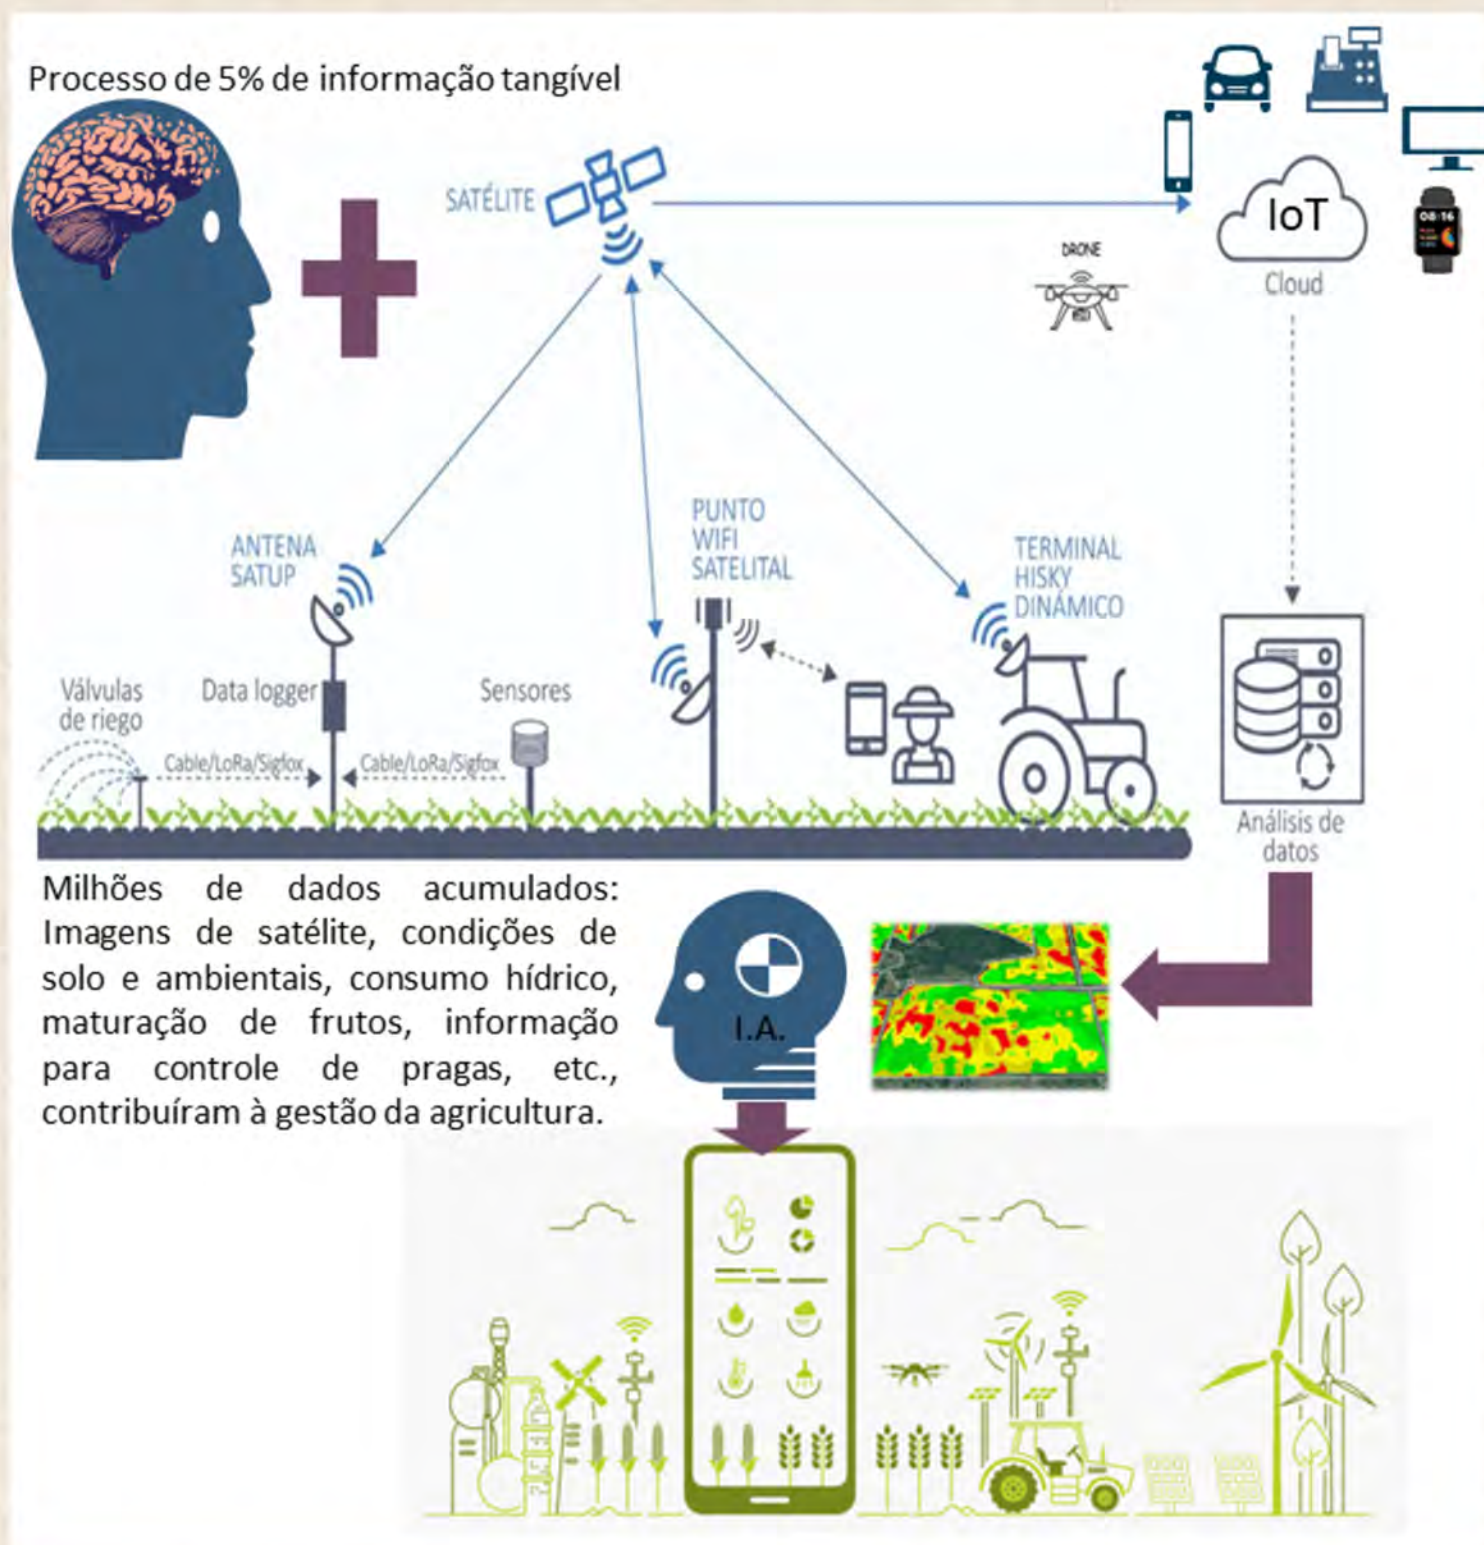 Processo de 5% de informação tangível
SATÉLITE
DRONE
IoT
Cloud
08:16
ANTENA
SATUP
PUNTO
WIFI
SATELITAL
TERMINAL
HISKY
DINÁMICO
Válvulas
de riego
Data logger
Sensores
Cable/LoRa/Sigfox
Cable/LoRa/Sigfox
Análisis de
datos
Milhões de dados acumulados:
Imagens de satélite, condições de
solo e ambientais, consumo hídrico,
maturação de frutos, informação
para controle de pragas, etc.,
contribuíram à gestão da agricultura.
I.A.